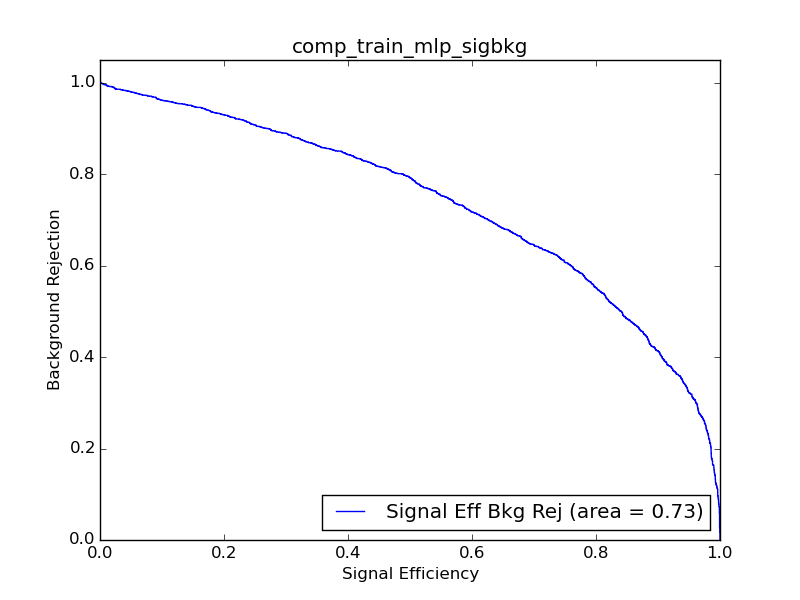 comp_train_mlp_sigbkg
1.0
0.8
0.6
0.4
0.2
0.0
Background Rejection
Signal Eff Bkg Rej (area = 0.73)
0.0 0.2 0.4 0.6 0.8 1.0
Signal Efficiency